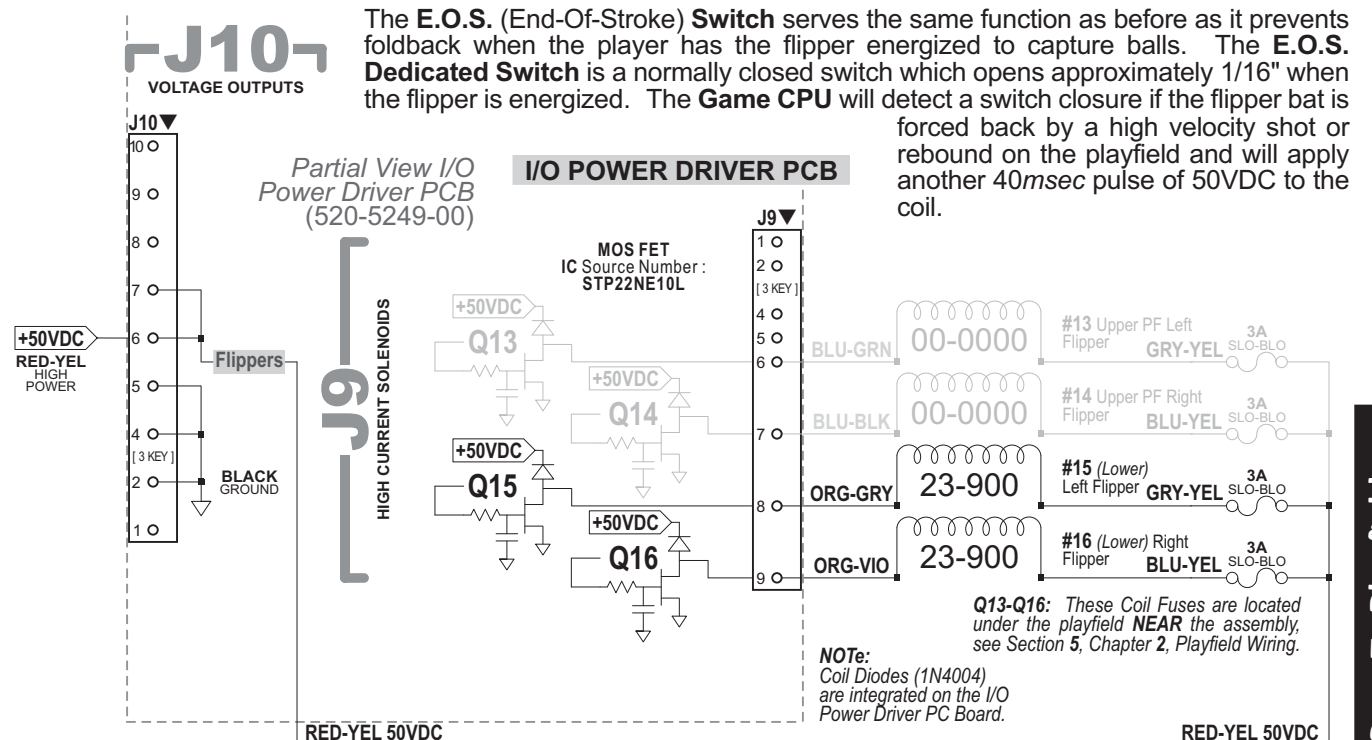 J10
VOLTAGE OUTPUTS
The E.O.S. (End-Of-Stroke) Switch serves the same function as before as it prevents
foldback when the player has the flipper energized to capture balls. The E.O.S.
Dedicated Switch is a normally closed switch which opens approximately 1/16" when
the flipper is energized. The Game CPU will detect a switch closure if the flipper bat is
forced back by a high velocity shot or
rebound on the playfield and will apply
another 40msec pulse of 50VDC to the
coil.
J10▼
10
9
8
7
6
5
4
[ 3 KEY ]
2
1
+50VDC
RED-YEL
HIGH
POWER
Flippers
BLACK
GROUND
Partial View I/O
Power Driver PCB
(520-5249-00)
I/O POWER DRIVER PCB
J9
HIGH CURRENT SOLENOIDS
MOS FET
IC Source Number :
STP22NE10L
J9▼
1
2
[ 3 KEY ]
4
5
6
7
8
9
+50VDC
Q13
+50VDC
Q14
+50VDC
Q15
+50VDC
Q16
BLU-GRN
00-0000
#13 Upper PF Left
Flipper
GRY-YEL
3A
SLO-BLO
BLU-BLK
00-0000
#14 Upper PF Right
Flipper
BLU-YEL
3A
SLO-BLO
ORG-GRY
23-900
#15 (Lower)
Left Flipper
GRY-YEL
3A
SLO-BLO
ORG-VIO
23-900
#16 (Lower) Right
Flipper
BLU-YEL
3A
SLO-BLO
Q13-Q16: These Coil Fuses are located
under the playfield NEAR the assembly,
see Section 5, Chapter 2, Playfield Wiring.
NOTe:
Coil Diodes (1N4004)
are integrated on the I/O
Power Driver PC Board.
RED-YEL 50VDC
RED-YEL 50VDC